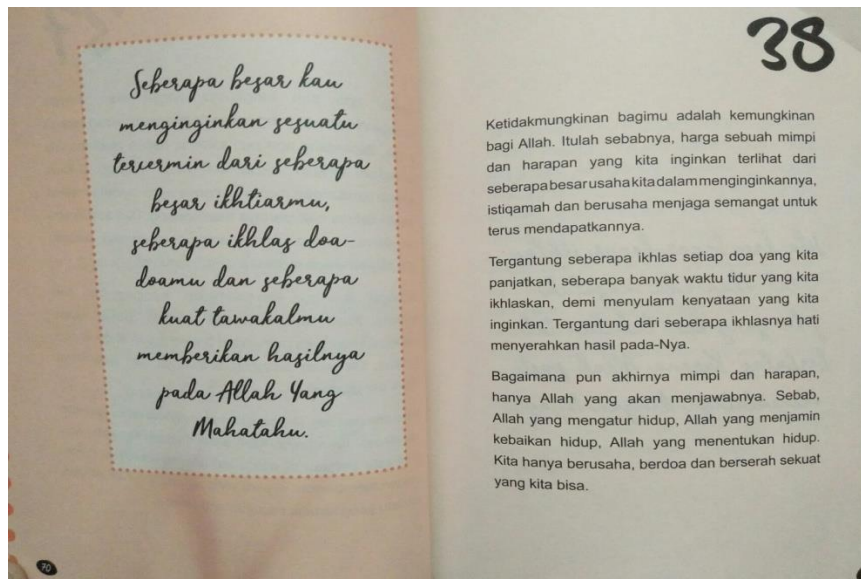 Seberapa besar kau
menginginkan sesuatu
tercermin dari seberapa
besar ikhtiarmu,
seberapa ikhlas doa-
doamu dan seberapa
kuat tawakalmu
memberikan hasilnya
pada Allah Yang
Mahatahu.
70
38
Ketidakmungkinan bagimu adalah kemungkinan
bagi Allah. Itulah sebabnya, harga sebuah mimpi
dan harapan yang kita inginkan terlihat dari
seberapa besar usaha kita dalam menginginkannya,
istiqamah dan berusaha menjaga semangat untuk
terus mendapatkannya.
Tergantung seberapa ikhlas setiap doa yang kita
panjatkan, seberapa banyak waktu tidur yang kita
ikhlaskan, demi menyulam kenyataan yang kita
inginkan. Tergantung dari seberapa ikhlasnya hati
menyerahkan hasil pada-Nya.
Bagaimana pun akhirnya mimpi dan harapan,
hanya Allah yang akan menjawabnya. Sebab,
Allah yang mengatur hidup, Allah yang menjamin
kebaikan hidup, Allah yang menentukan hidup.
Kita hanya berusaha, berdoa dan berserah sekuat
yang kita bisa.